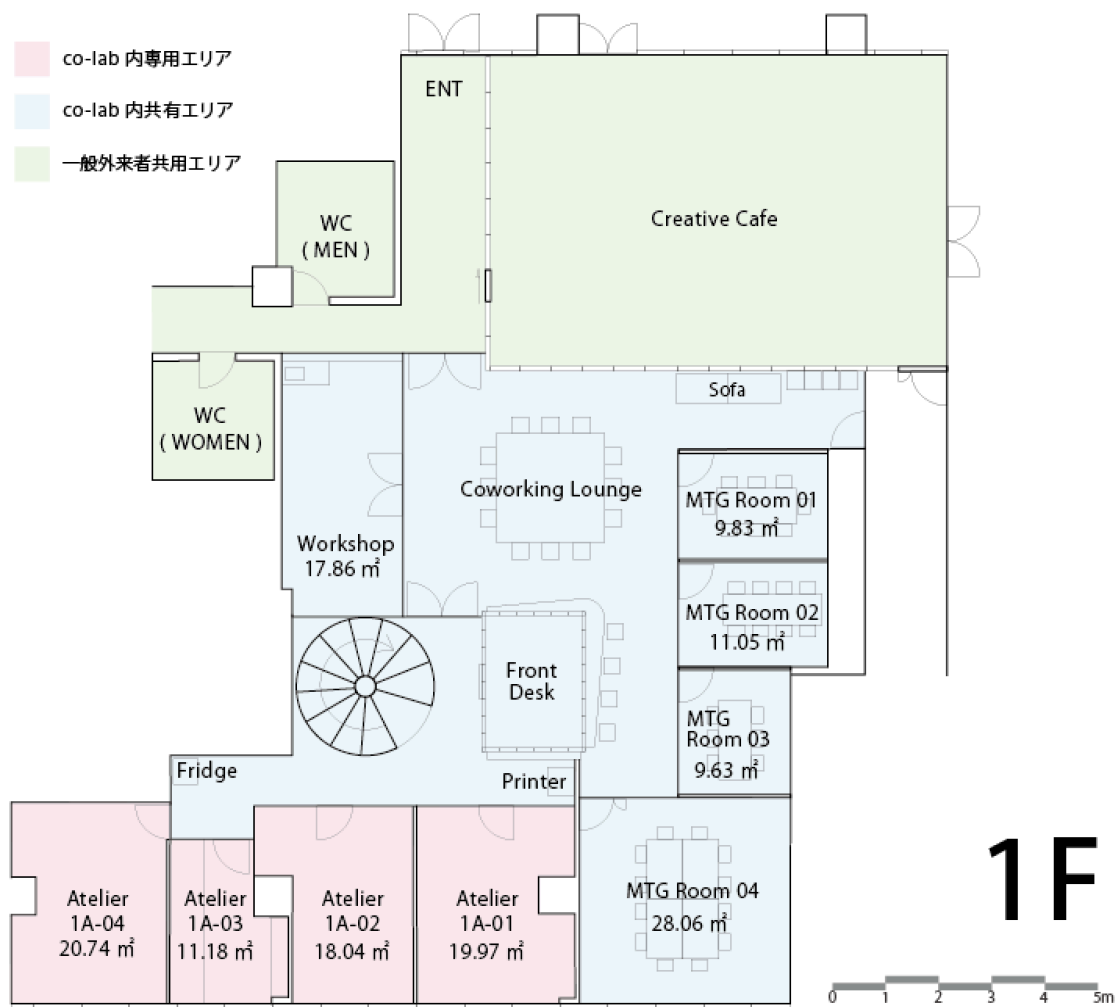 co-lab 内専用エリア
co-lab 内共有エリア
一般外来者共用エリア
ENT
WC
( MEN )
Creative Cafe
WC
( WOMEN )
Sofa
Coworking Lounge
MTG Room 01
9.83 ㎡
Workshop
17.86 ㎡
MTG Room 02
11.05 ㎡
Front
Desk
MTG
Room 03
9.63 ㎡
Fridge
Printer
Atelier
1A-04
20.74 ㎡
Atelier
1A-03
11.18 ㎡
Atelier
1A-02
18.04 ㎡
Atelier
1A-01
19.97 ㎡
MTG Room 04
28.06 ㎡
1F
0 1 2 3 4 5m